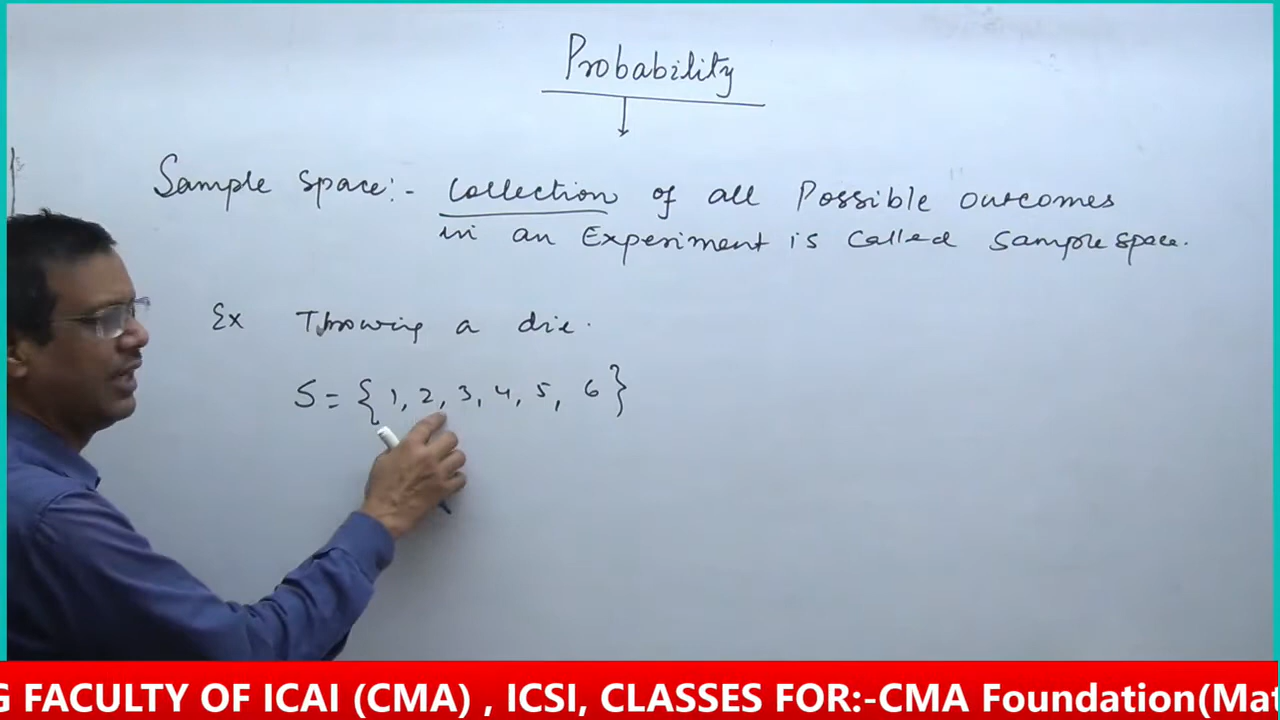 Probability
Sample space:- Collection of all Possible outcomes
in an Experiment is called sample space.
Ex Throwing a die.
S = { 1, 2, 3, 4, 5, 6 }
G FACULTY OF ICAI (CMA) , ICSI, CLASSES FOR:-CMA Foundation(Mat